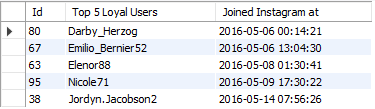 Id Top 5 Loyal Users Joined Instagram at
80 Darby_Herzog 2016-05-06 00:14:21
67 Emilio_Bernier52 2016-05-06 13:04:30
63 Elenor88 2016-05-08 01:30:41
95 Nicole71 2016-05-09 17:30:22
38 Jordyn.Jacobson2 2016-05-14 07:56:26